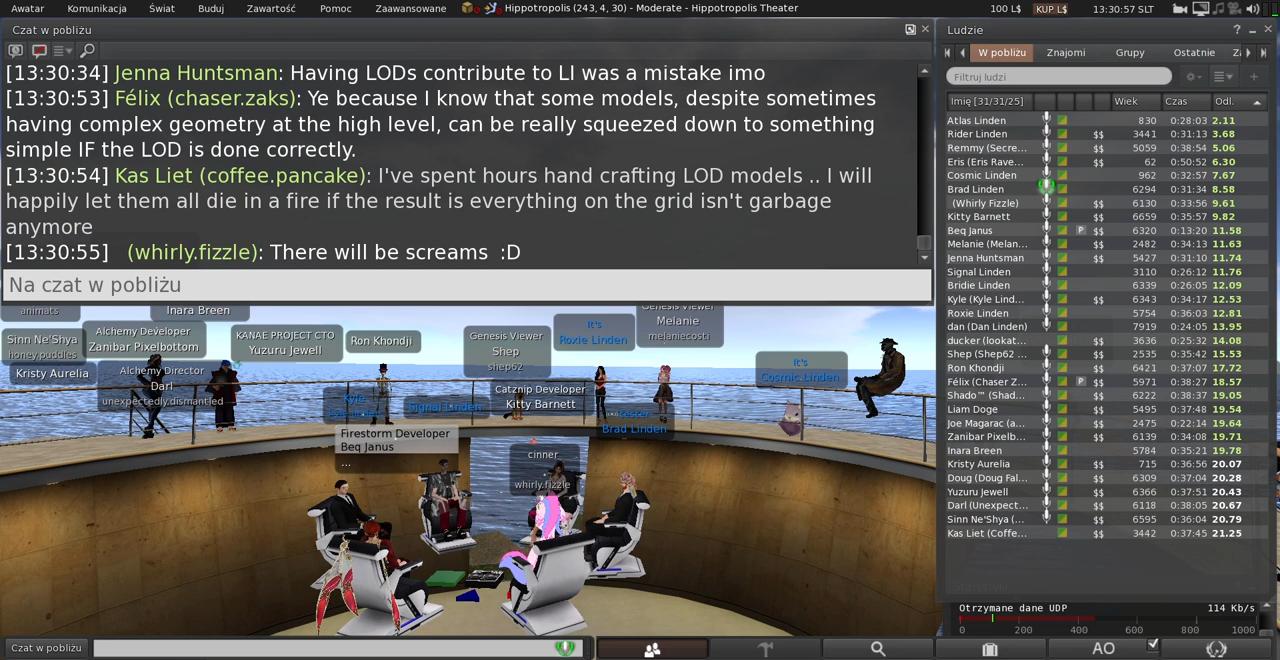 Awatar Komunikacja Świat Buduj Zawartość Pomoc Zaawansowane Hippotropolis (243, 4, 30) - Moderate - Hippotropolis Theater 100 L$ KUP L$ 13:30:57 SLT
Czat w pobliżu
[13:30:34] Jenna Huntsman: Having LODs contribute to LI was a mistake imo
[13:30:53] Félix (chaser.zaks): Ye because I know that some models, despite sometimes
having complex geometry at the high level, can be really squeezed down to something
simple IF the LOD is done correctly.
[13:30:54] Kas Liet (coffee.pancake): I've spent hours hand crafting LOD models .. I will
happily let them all die in a fire if the result is everything on the grid isn't garbage
anymore
[13:30:55] (whirly.fizzle): There will be screams :D
Na czat w pobliżu
animats
Inara Breen
Sinn Ne'Shya
honey.puddles
Alchemy Developer
Zanibar Pixelbottom
KANAE PROJECT CTO
Yuzuru Jewell
Ron Khondji
Genesis Viewer
Shep
shep62
It's
Roxie Linden
Genesis Viewer
Melanie
melaniecosti
It's
Cosmic Linden
Kristy Aurelia
Alchemy Director
Darl
unexpectedly.dismantled
Kyle
Signal Linden
Catznip Developer
Kitty Barnett
Brad Linden
Firestorm Developer
Beq Janus
...
cinner
whirly.fizzle
Czat w pobliżu
Ludzie
W pobliżu Znajomi Grupy Ostatnie
Filtruj ludzi
Imię [31/31/25] Wiek Czas Odl.
Atlas Linden 830 0:28:03 2.11
Rider Linden $$ 3441 0:31:13 3.68
Remmy (Secre... $$ 5059 0:38:54 5.06
Eris (Eris Rave... $$ 62 0:50:52 6.30
Cosmic Linden 962 0:32:57 7.67
Brad Linden 6294 0:31:34 8.58
(Whirly Fizzle) $$ 6130 0:33:56 9.61
Kitty Barnett $$ 6659 0:35:57 9.82
Beq Janus P $$ 6320 0:13:20 11.58
Melanie (Melan... $$ 2482 0:34:13 11.63
Jenna Huntsman $$ 5427 0:31:10 11.74
Signal Linden 3110 0:26:12 11.76
Bridie Linden 6339 0:26:05 12.09
Kyle (Kyle Lind... $$ 6343 0:34:17 12.53
Roxie Linden 5754 0:36:03 12.81
dan (Dan Linden) 7919 0:24:05 13.95
ducker (lookat... $$ 3636 0:25:32 14.08
Shep (Shep62 ... $$ 2535 0:35:42 15.53
Ron Khondji $$ 6421 0:37:07 17.72
Félix (Chaser Z... P $$ 5971 0:38:27 18.57
Shado™ (Shad... $$ 6222 0:38:37 19.05
Liam Doge $$ 5495 0:37:48 19.54
Joe Magarac (a... $$ 2475 0:22:14 19.64
Zanibar Pixelb... $$ 6139 0:34:08 19.71
Inara Breen 5784 0:35:21 19.78
Kristy Aurelia $$ 715 0:36:56 20.07
Doug (Doug Fal... $$ 6309 0:37:04 20.28
Yuzuru Jewell $$ 6366 0:37:51 20.43
Darl (Unexpect... $$ 6118 0:38:05 20.67
Sinn Ne'Shya (... $$ 6595 0:36:04 20.79
Kas Liet (Coffe... $$ 3442 0:37:45 21.25
Otrzymane dane UDP 114 Kb/s
0 200 400 600 800 1000
AO